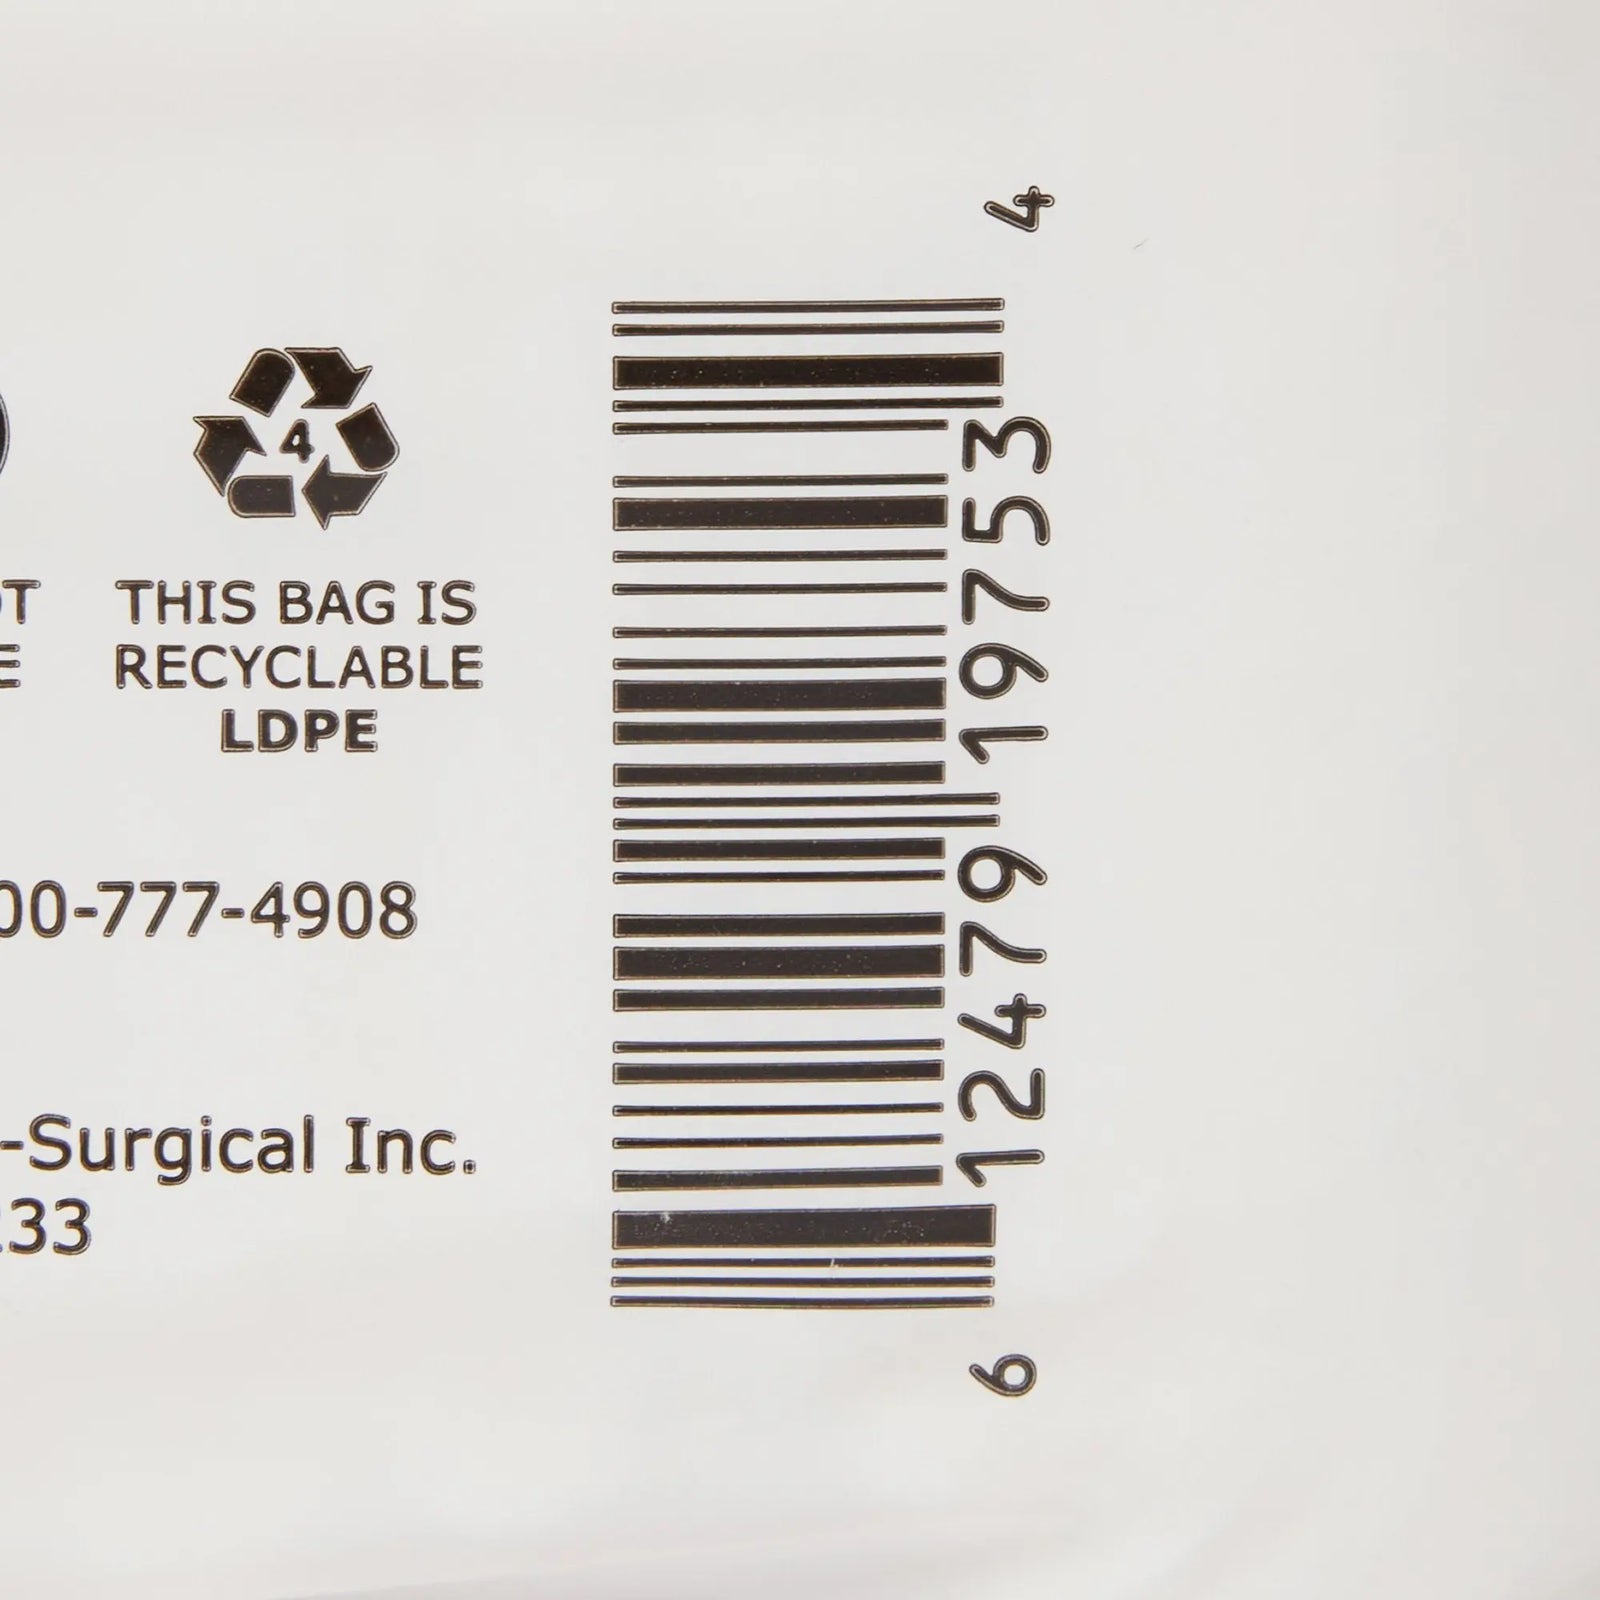 4
OT
E
THIS BAG IS
RECYCLABLE
LDPE
00-777-4908
-Surgical Inc.
233
6 12479 19753 4